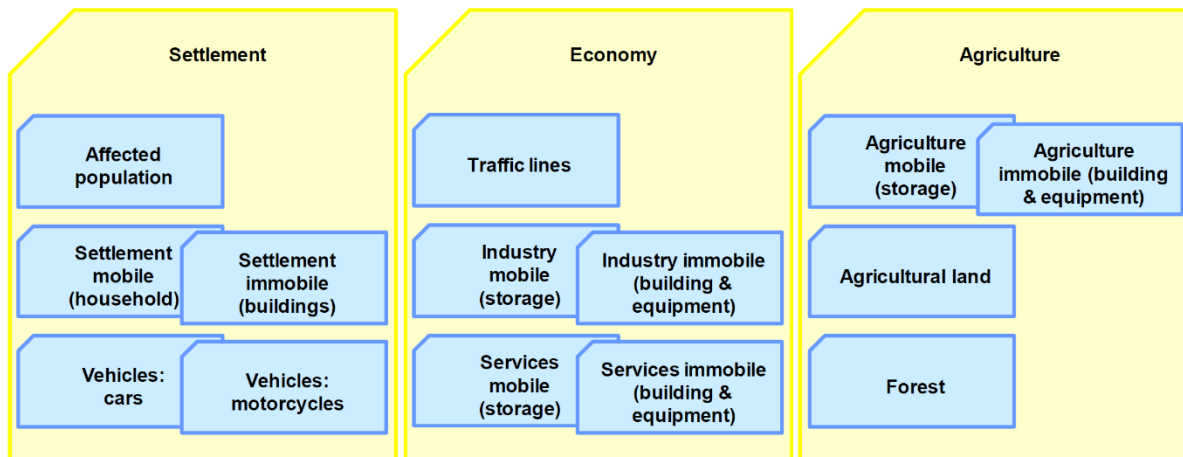 Settlement
Affected
population
Settlement
mobile
(household)
Settlement
immobile
(buildings)
Vehicles:
cars
Vehicles:
motorcycles
Economy
Traffic lines
Industry
mobile
(storage)
Industry immobile
(building &
equipment)
Services
mobile
(storage)
Services immobile
(building &
equipment)
Agriculture
Agriculture
mobile
(storage)
Agriculture
immobile (building
& equipment)
Agricultural land
Forest